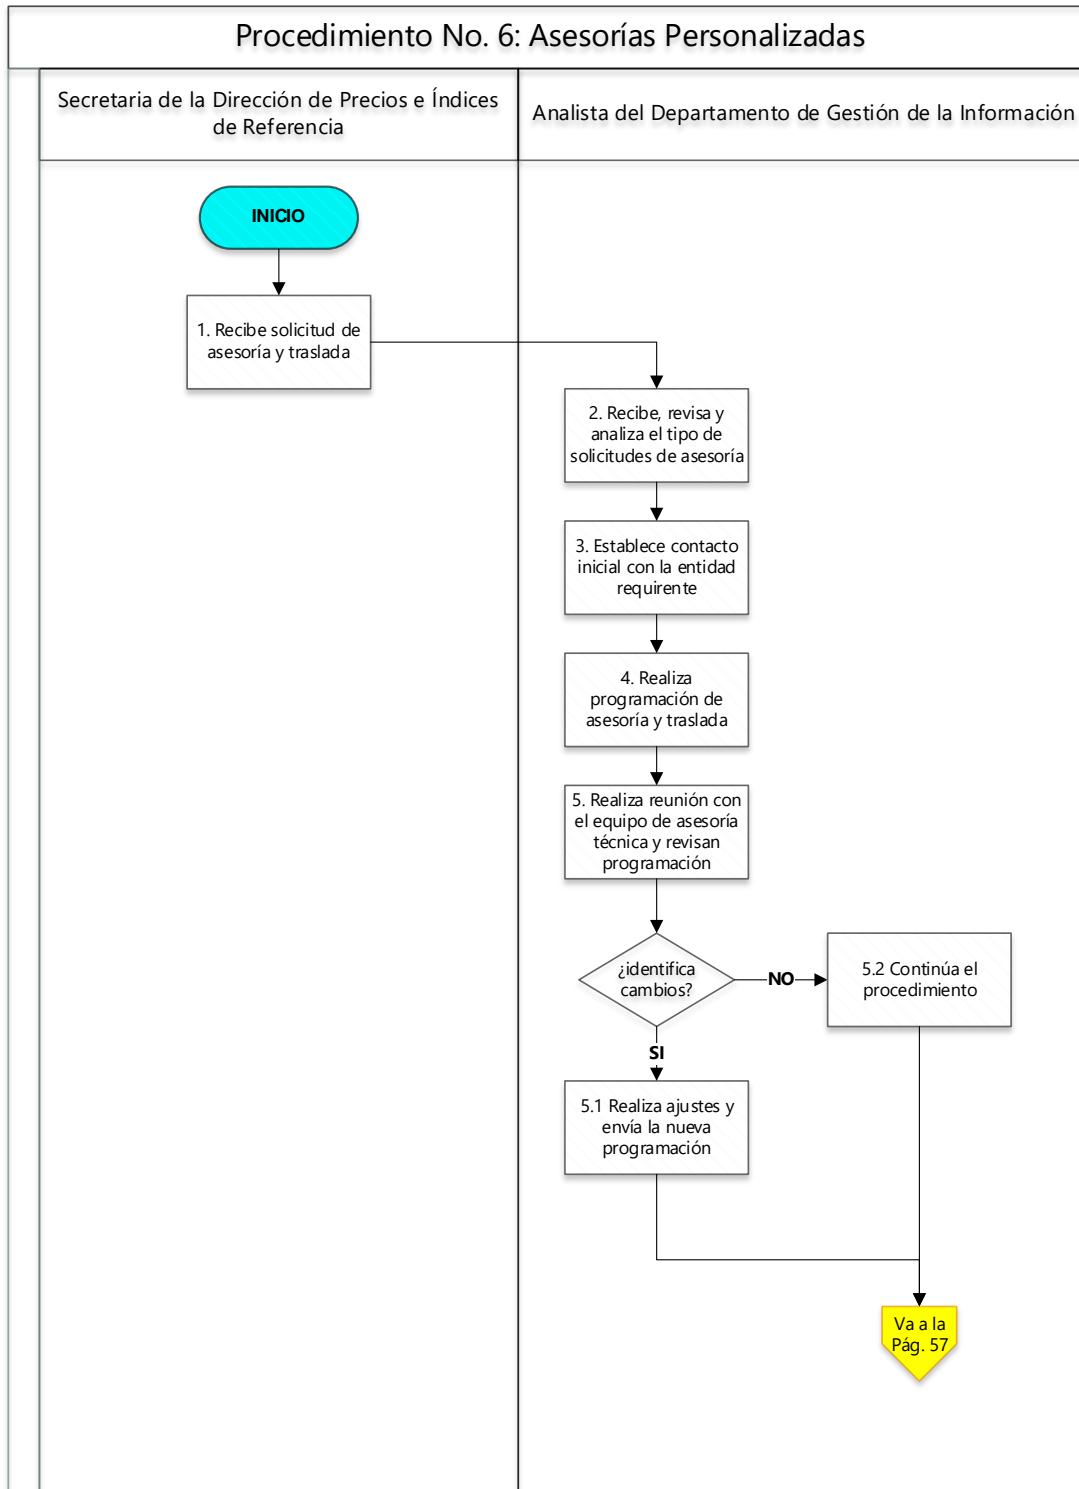 Procedimiento No. 6: Asesorías Personalizadas
Secretaria de la Dirección de Precios e Índices
de Referencia
Analista del Departamento de Gestión de la Información
INICIO
1. Recibe solicitud de
asesoría y traslada
2. Recibe, revisa y
analiza el tipo de
solicitudes de asesoría
3. Establece contacto
inicial con la entidad
requirente
4. Realiza
programación de
asesoría y traslada
5. Realiza reunión con
el equipo de asesoría
técnica y revisan
programación
¿identifica
cambios?
NO
5.2 Continúa el
procedimiento
SI
5.1 Realiza ajustes y
envía la nueva
programación
Va a la
Pág. 57